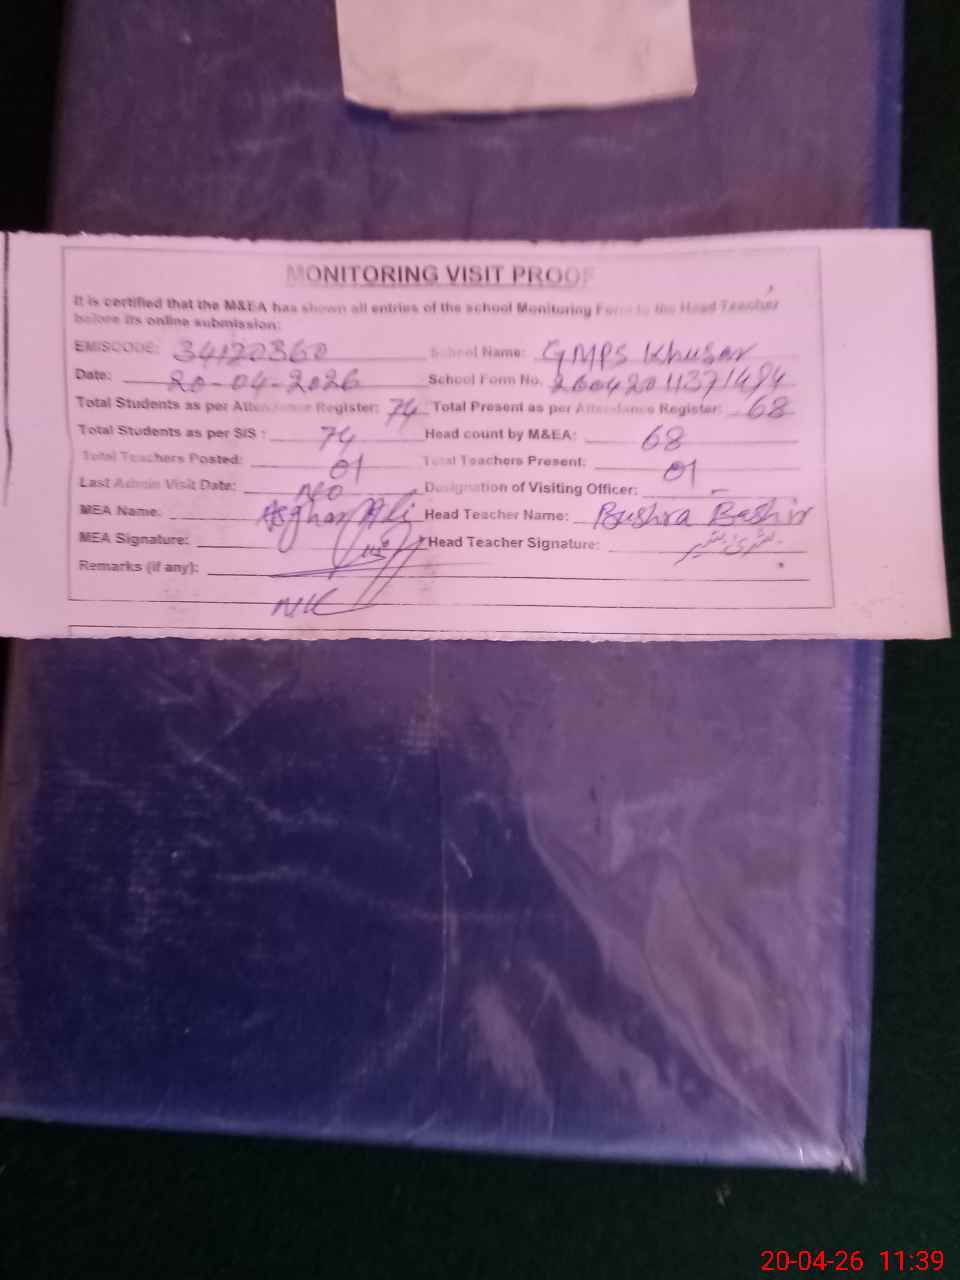 MONITORING VISIT PROOF
It is certified that the M&EA has shown all entries of the school Monitoring Form to the Head Teacher
before its online submission:
EMISCODE: 34120360 School Name: GMPS Khusar
Date: 20-04-2026 School Form No. 26042011371484
Total Students as per Attendance Register: 74 Total Present as per Attendance Register: 68
Total Students as per SIS : 74 Head count by M&EA: 68
Total Teachers Posted: 01 Total Teachers Present: 01
Last Admin Visit Date: Designation of Visiting Officer: –
MEA Name: Asghar Ali Head Teacher Name: Bushra Bashir
MEA Signature: Head Teacher Signature: بشریٰ بشیر
Remarks (if any):
Nil
20-04-26 11:39